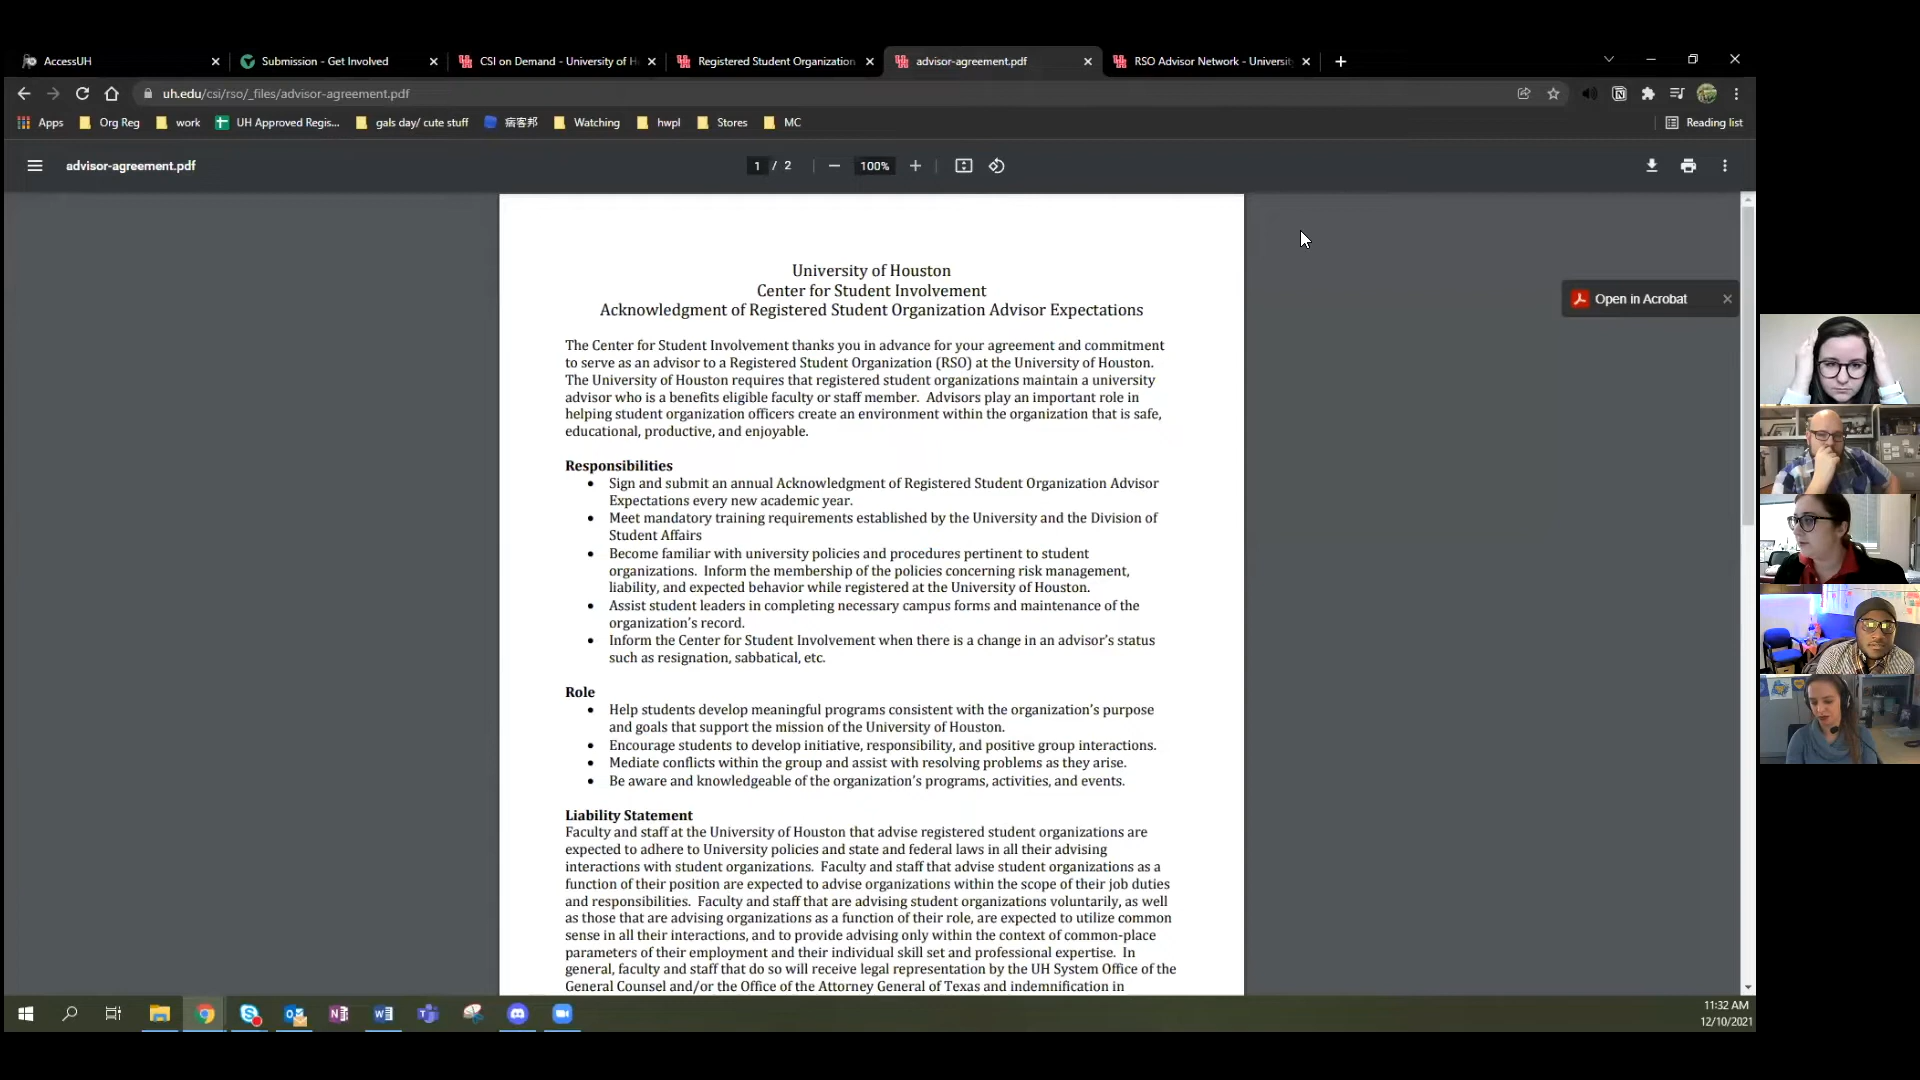 AccessUH
Submission - Get Involved
CSI on Demand - University of H
Registered Student Organization
advisor-agreement.pdf
RSO Advisor Network - Universit
uh.edu/csi/rso/_files/advisor-agreement.pdf
Apps
Org Reg
work
UH Approved Regis...
gals day/ cute stuff
痞客邦
Watching
hwpl
Stores
MC
Reading list
advisor-agreement.pdf
1 / 2
100%
Open in Acrobat
University of Houston
Center for Student Involvement
Acknowledgment of Registered Student Organization Advisor Expectations
The Center for Student Involvement thanks you in advance for your agreement and commitment
to serve as an advisor to a Registered Student Organization (RSO) at the University of Houston.
The University of Houston requires that registered student organizations maintain a university
advisor who is a benefits eligible faculty or staff member. Advisors play an important role in
helping student organization officers create an environment within the organization that is safe,
educational, productive, and enjoyable.
Responsibilities
• Sign and submit an annual Acknowledgment of Registered Student Organization Advisor
Expectations every new academic year.
• Meet mandatory training requirements established by the University and the Division of
Student Affairs
• Become familiar with university policies and procedures pertinent to student
organizations. Inform the membership of the policies concerning risk management,
liability, and expected behavior while registered at the University of Houston.
• Assist student leaders in completing necessary campus forms and maintenance of the
organization's record.
• Inform the Center for Student Involvement when there is a change in an advisor's status
such as resignation, sabbatical, etc.
Role
• Help students develop meaningful programs consistent with the organization's purpose
and goals that support the mission of the University of Houston.
• Encourage students to develop initiative, responsibility, and positive group interactions.
• Mediate conflicts within the group and assist with resolving problems as they arise.
• Be aware and knowledgeable of the organization's programs, activities, and events.
Liability Statement
Faculty and staff at the University of Houston that advise registered student organizations are
expected to adhere to University policies and state and federal laws in all their advising
interactions with student organizations. Faculty and staff that advise student organizations as a
function of their position are expected to advise organizations within the scope of their job duties
and responsibilities. Faculty and staff that are advising student organizations voluntarily, as well
as those that are advising organizations as a function of their role, are expected to utilize common
sense in all their interactions, and to provide advising only within the context of common-place
parameters of their employment and their individual skill set and professional expertise. In
general, faculty and staff that do so will receive legal representation by the UH System Office of the
General Counsel and/or the Office of the Attorney General of Texas and indemnification in
11:32 AM
12/10/2021